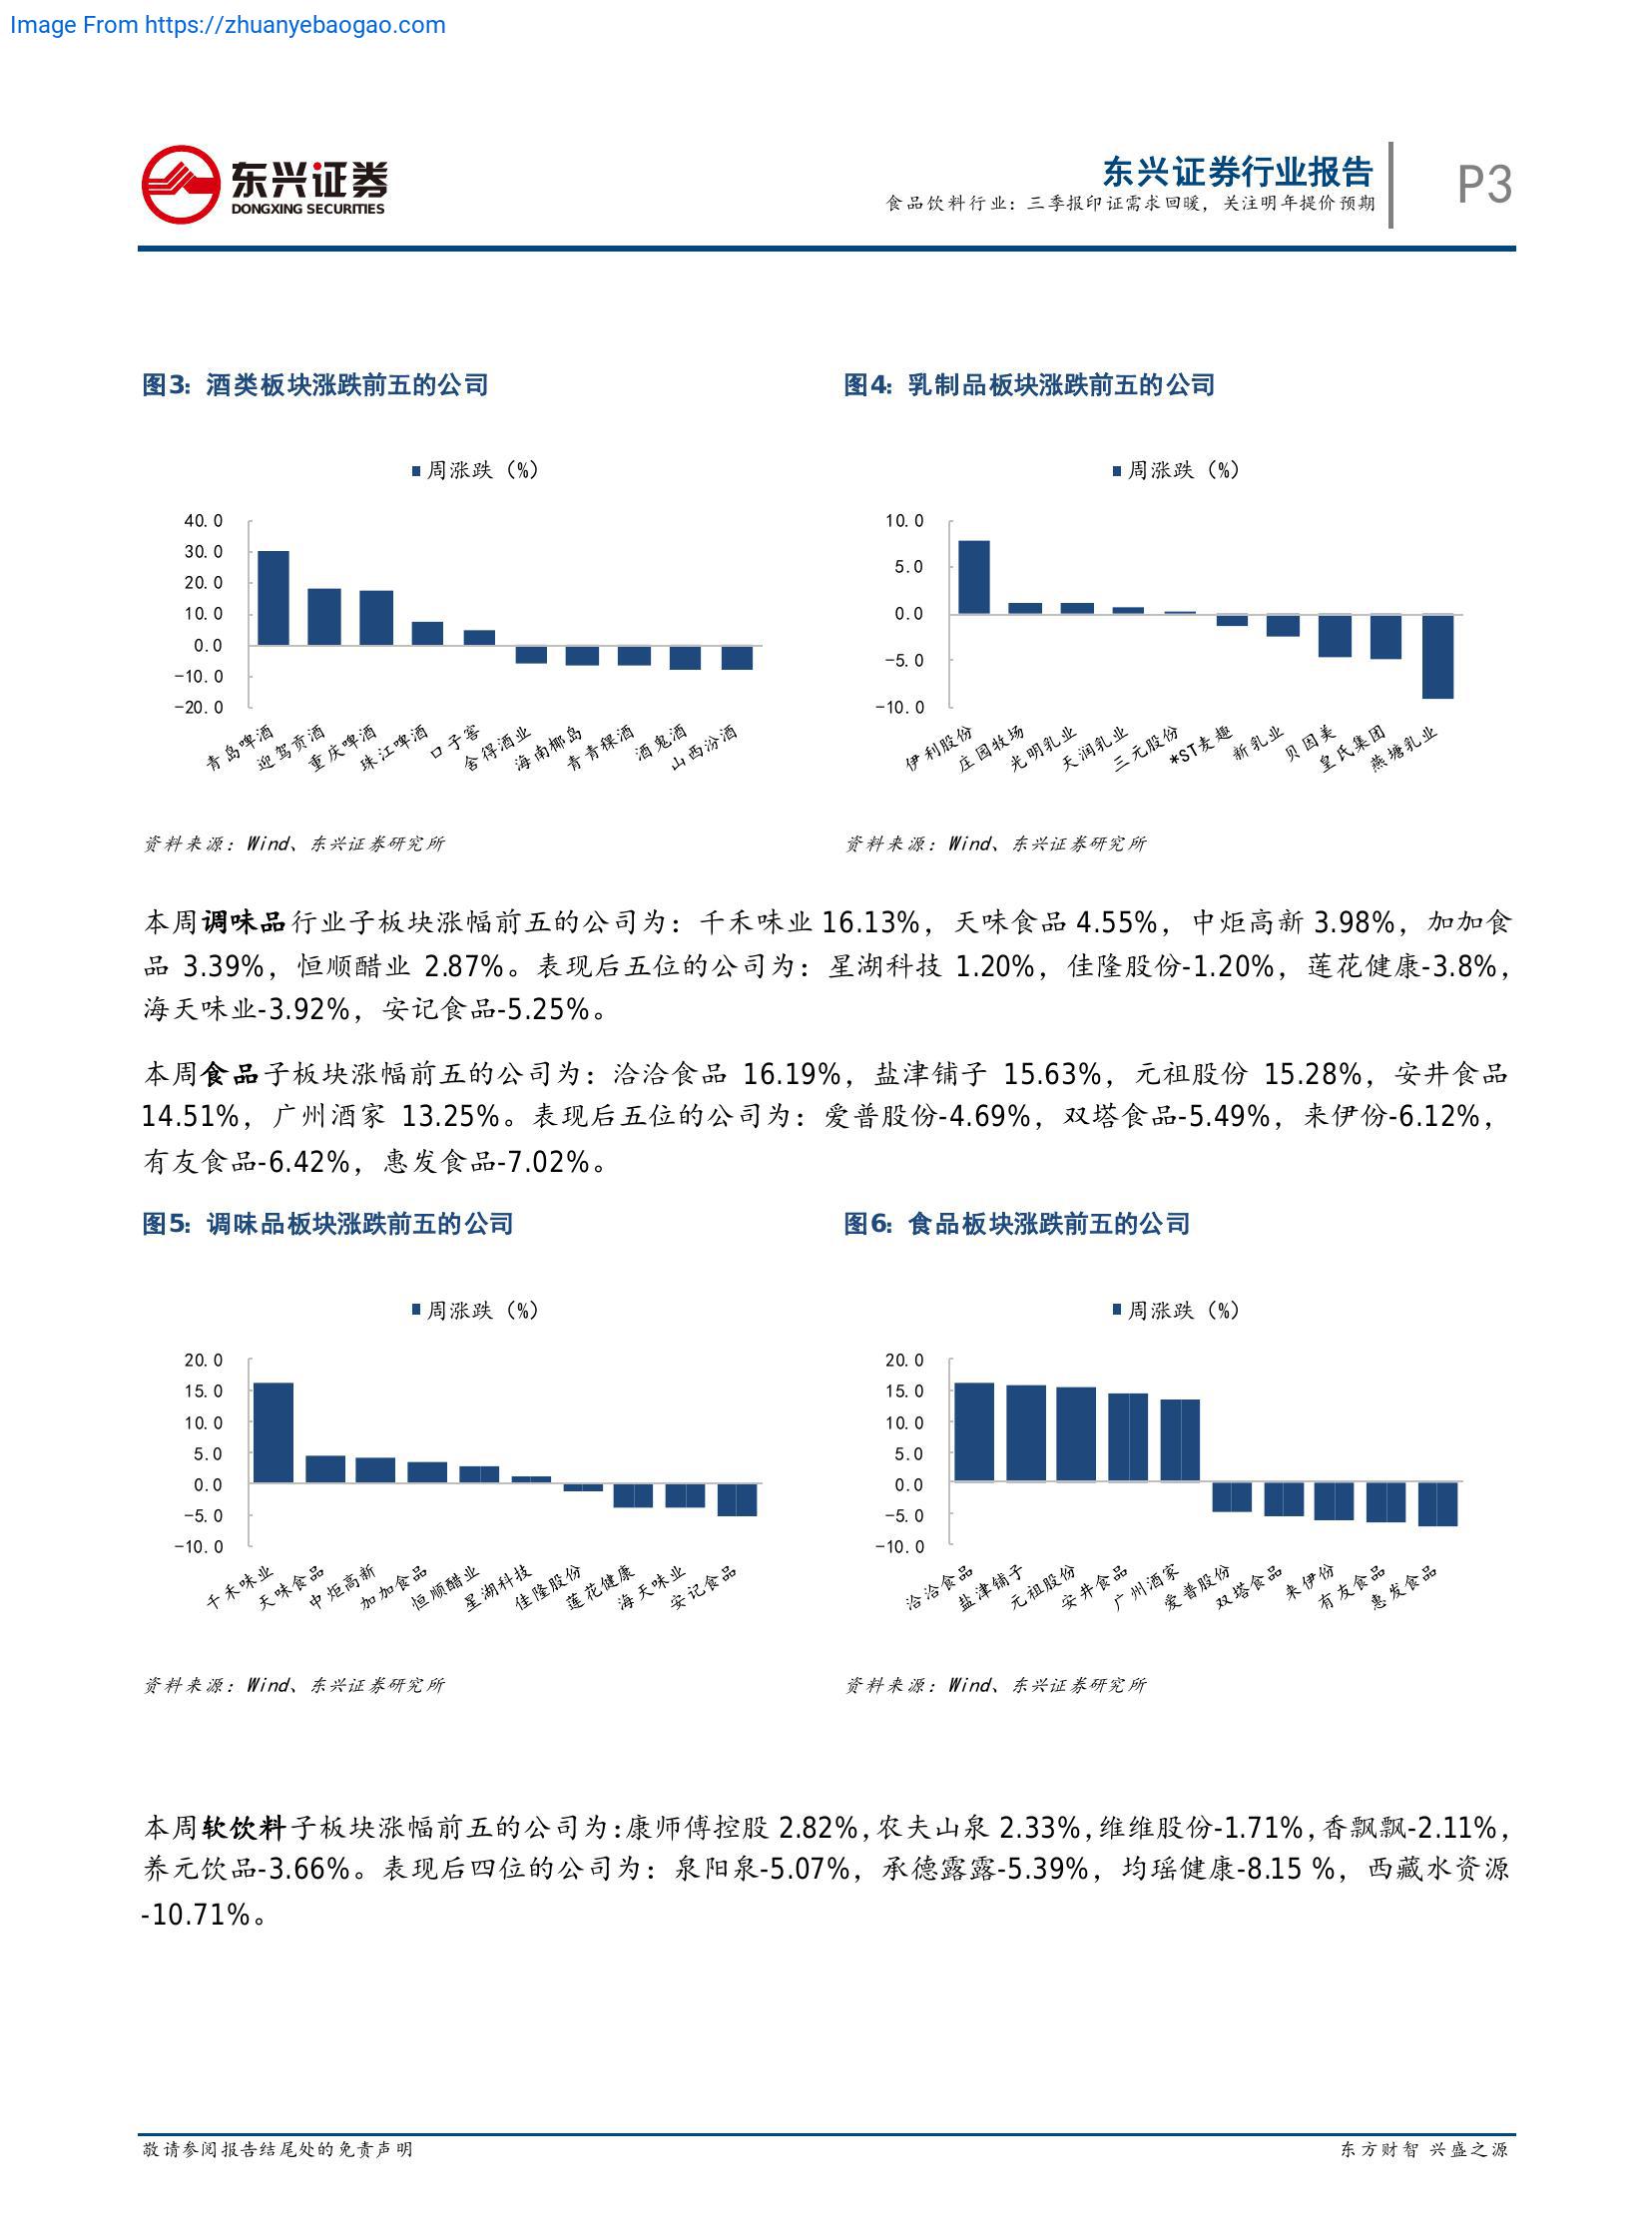 Image From https://zhuanyebaogao.com
东兴证券
DONGXING SECURITIES
东兴证券行业报告
食品饮料行业：三季报印证需求回暖，关注明年提价预期
P3
图3：酒类板块涨跌前五的公司
图4：乳制品板块涨跌前五的公司
周涨跌（%）
40.0
30.0
20.0
10.0
0.0
-10.0
-20.0
青岛啤酒
迎驾贡酒
重庆啤酒
珠江啤酒
口子窖
舍得酒业
海南椰岛
青青稞酒
酒鬼酒
山西汾酒
周涨跌（%）
10.0
5.0
0.0
-5.0
-10.0
伊利股份
庄园牧场
光明乳业
天润乳业
三元股份
*ST麦趣
新乳业
贝因美
皇氏集团
燕塘乳业
资料来源：Wind、东兴证券研究所
资料来源：Wind、东兴证券研究所
本周调味品行业子板块涨幅前五的公司为：千禾味业 16.13%，天味食品 4.55%，中炬高新 3.98%，加加食
品 3.39%，恒顺醋业 2.87%。表现后五位的公司为：星湖科技 1.20%，佳隆股份-1.20%，莲花健康-3.8%，
海天味业-3.92%，安记食品-5.25%。
本周食品子板块涨幅前五的公司为：洽洽食品 16.19%，盐津铺子 15.63%，元祖股份 15.28%，安井食品
14.51%，广州酒家 13.25%。表现后五位的公司为：爱普股份-4.69%，双塔食品-5.49%，来伊份-6.12%，
有友食品-6.42%，惠发食品-7.02%。
图5：调味品板块涨跌前五的公司
图6：食品板块涨跌前五的公司
周涨跌（%）
20.0
15.0
10.0
5.0
0.0
-5.0
-10.0
千禾味业
天味食品
中炬高新
加加食品
恒顺醋业
星湖科技
佳隆股份
莲花健康
海天味业
安记食品
周涨跌（%）
20.0
15.0
10.0
5.0
0.0
-5.0
-10.0
洽洽食品
盐津铺子
元祖股份
安井食品
广州酒家
爱普股份
双塔食品
来伊份
有友食品
惠发食品
资料来源：Wind、东兴证券研究所
资料来源：Wind、东兴证券研究所
本周软饮料子板块涨幅前五的公司为:康师傅控股 2.82%,农夫山泉 2.33%,维维股份-1.71%,香飘飘-2.11%,
养元饮品-3.66%。表现后四位的公司为：泉阳泉-5.07%，承德露露-5.39%，均瑶健康-8.15 %，西藏水资源
-10.71%。
敬请参阅报告结尾处的免责声明
东方财智 兴盛之源